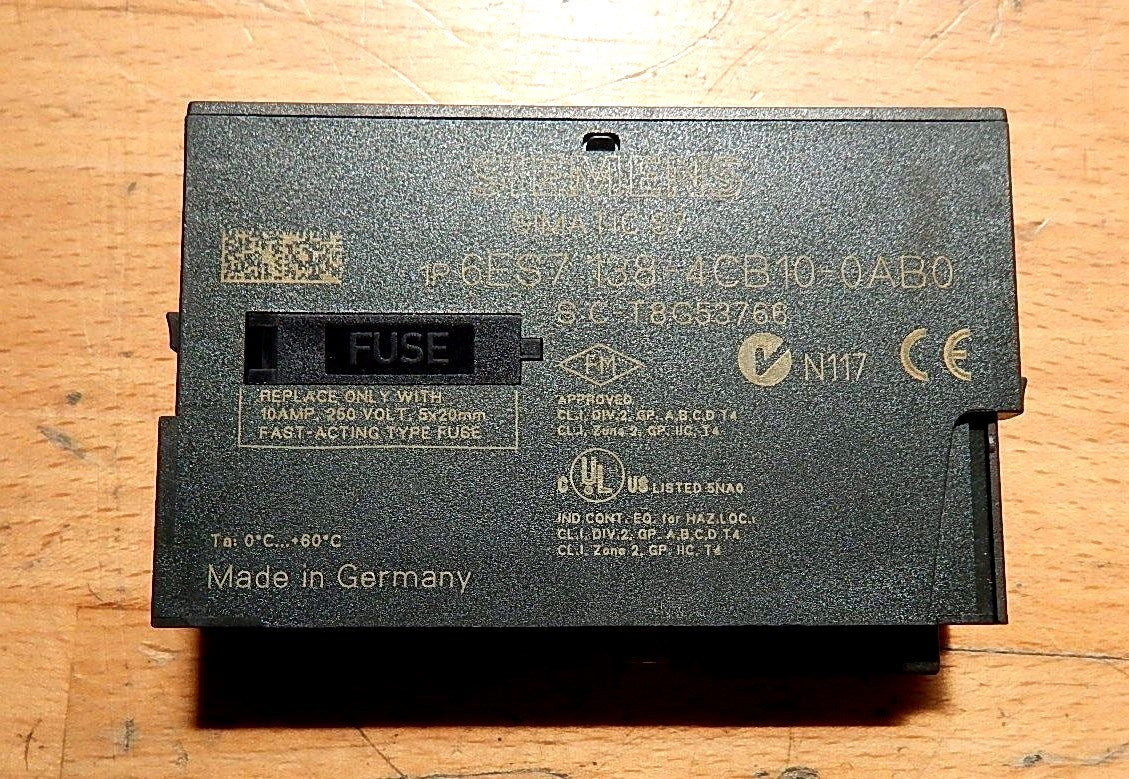 SIEMENS
SIMATIC S7
1P 6ES7 138-4CB10-0AB0
S C-T8G53766
FUSE
FM
N117
CE
REPLACE ONLY WITH
10AMP, 250 VOLT, 5x20mm
FAST-ACTING TYPE FUSE
APPROVED
CL.I, DIV.2, GP. A,B,C,D T4
CL.I, Zone 2, GP. IIC, T4
C UL US LISTED 5NA0
IND.CONT. EQ. for HAZ.LOC.:
CL.I, DIV.2, GP. A,B,C,D T4
CL.I, Zone 2, GP. IIC, T4
Ta: 0°C...+60°C
Made in Germany